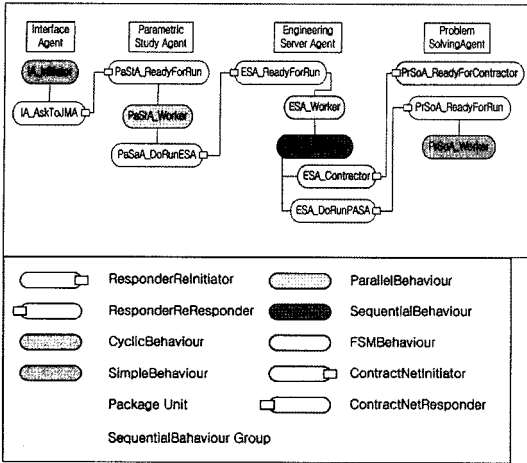 Interface Agent
Parametric Study Agent
Engineering Server Agent
Problem SolvingAgent
PaStA_ReadyForRun
ESA_ReadyForRun
PrSoA_ReadyForContractor
IA_AskToJMA
PaStA_Worker
ESA_Worker
PrSoA_ReadyForRun
PaSaA_DoRunESA
PrSoA_Worker
ESA_Contractor
ESA_DoRunPASA
ResponderReInitiator
ParallelBehaviour
ResponderReResponder
SequentialBehaviour
CyclicBehaviour
FSMBehaviour
SimpleBehaviour
ContractNetInitiator
Package Unit
ContractNetResponder
SequentialBahaviour Group